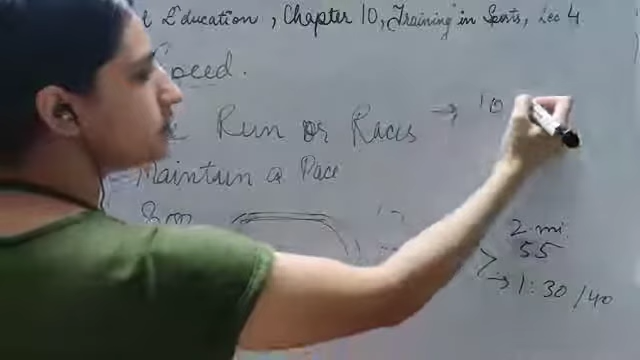 Education, Chapter 10, Training in Sports, Lec 4
Speed.
Run or Races → 10
Maintain a Pace
2 mi
55
> → 1:30 /40